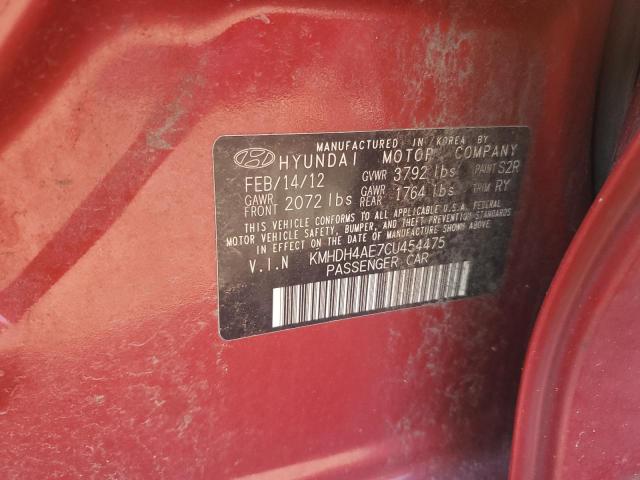 MANUFACTURED IN KOREA BY
HYUNDAI MOTOR COMPANY
FEB/14/12 GVWR 3792 lbs PAINT S2R
GAWR FRONT 2072 lbs GAWR REAR 1764 lbs TRIM RY
THIS VEHICLE CONFORMS TO ALL APPLICABLE U.S.A. FEDERAL
MOTOR VEHICLE SAFETY, BUMPER, AND THEFT PREVENTION STANDARDS
IN EFFECT ON THE DATE OF MANUFACTURE SHOWN ABOVE.
V.I.N KMHDH4AE7CU454475
PASSENGER CAR